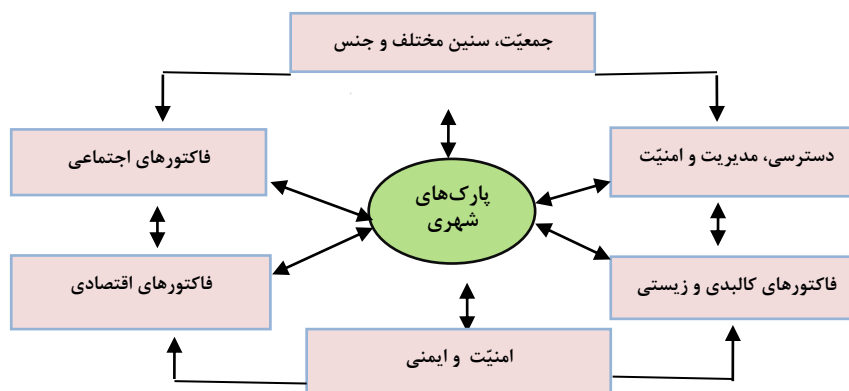 جمعیّت، سنین مختلف و جنس
دسترسی، مدیریت و امنیّت
فاکتورهای اجتماعی
پارک‌های
شهری
فاکتورهای کالبدی و زیستی
فاکتورهای اقتصادی
امنیّت و ایمنی